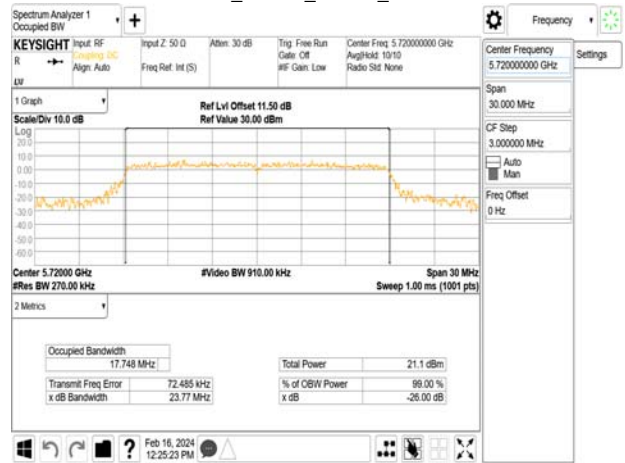 Spectrum Analyzer 1
Occupied BW
Frequency
KEYSIGHT
R
Input: RF
Coupling: DC
Align: Auto
Input Z: 50 Ω
Freq Ref: Int (S)
Atten: 30 dB
Trig: Free Run
Gate: Off
#IF Gain: Low
Center Freq: 5.720000000 GHz
Avg|Hold: 10/10
Radio Std: None
Center Frequency
5.720000000 GHz
Settings
Span
30.000 MHz
CF Step
3.000000 MHz
Auto
Man
Freq Offset
0 Hz
1 Graph
Scale/Div 10.0 dB
Ref Lvl Offset 11.50 dB
Ref Value 30.00 dBm
Log
20.0
10.0
0.00
-10.0
-20.0
-30.0
-40.0
-50.0
-60.0
Center 5.72000 GHz
#Res BW 270.00 kHz
#Video BW 910.00 kHz
Span 30 MHz
Sweep 1.00 ms (1001 pts)
2 Metrics
Occupied Bandwidth
17.748 MHz
Total Power 21.1 dBm
Transmit Freq Error 72.485 kHz
% of OBW Power 99.00 %
x dB Bandwidth 23.77 MHz
x dB -26.00 dB
?
Feb 16, 2024
12:25:23 PM